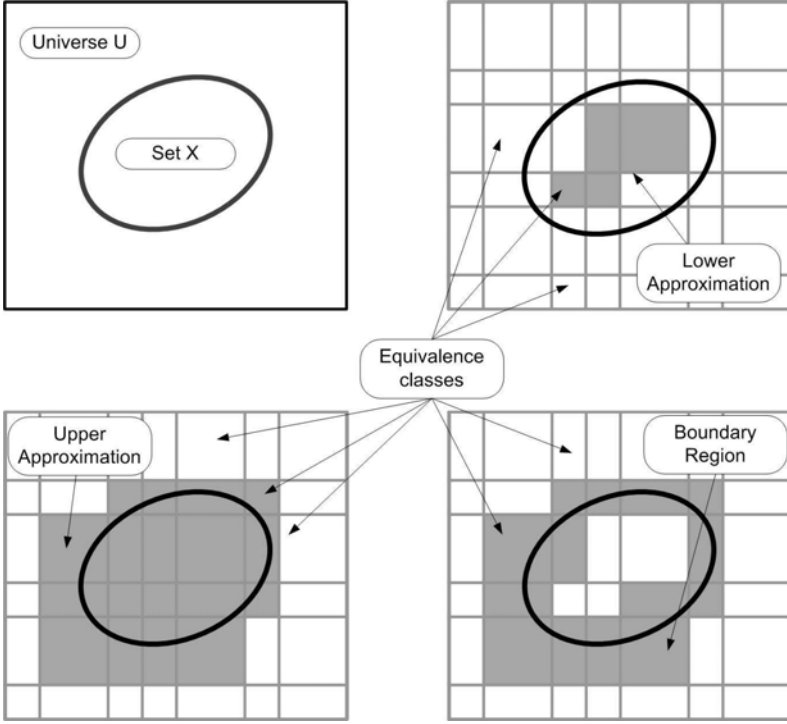 Universe U
Set X
Lower
Approximation
Equivalence
classes
Upper
Approximation
Boundary
Region